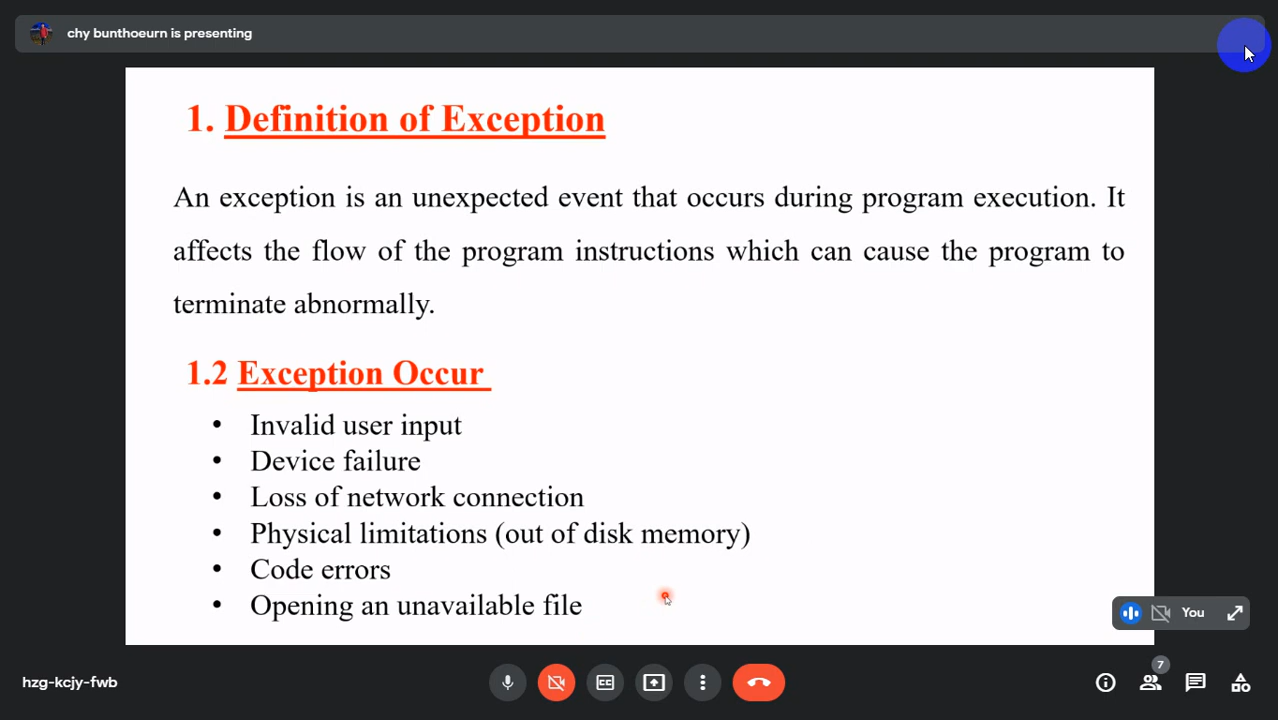 chy bunthoeurn is presenting
1. Definition of Exception
An exception is an unexpected event that occurs during program execution. It
affects the flow of the program instructions which can cause the program to
terminate abnormally.
1.2 Exception Occur
• Invalid user input
• Device failure
• Loss of network connection
• Physical limitations (out of disk memory)
• Code errors
• Opening an unavailable file
You
hzg-kcjy-fwb
CC
7